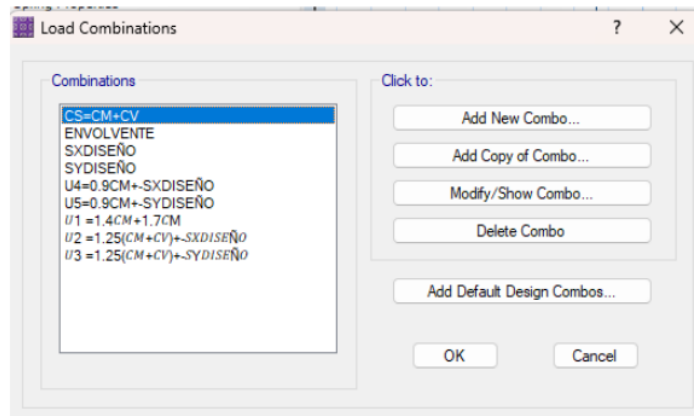 Load Combinations
?
Combinations
CS=CM+CV
ENVOLVENTE
SXDISEÑO
SYDISEÑO
U4=0.9CM+-SXDISEÑO
U5=0.9CM+-SYDISEÑO
𝑈1 =1.4𝐶𝑀+1.7𝐶𝑀
𝑈2 =1.25(𝐶𝑀+𝐶𝑉)+-𝑆𝑋𝐷𝐼𝑆𝐸Ñ𝑂
𝑈3 =1.25(𝐶𝑀+𝐶𝑉)+-𝑆𝑌𝐷𝐼𝑆𝐸Ñ𝑂
Click to:
Add New Combo...
Add Copy of Combo...
Modify/Show Combo...
Delete Combo
Add Default Design Combos...
OK
Cancel